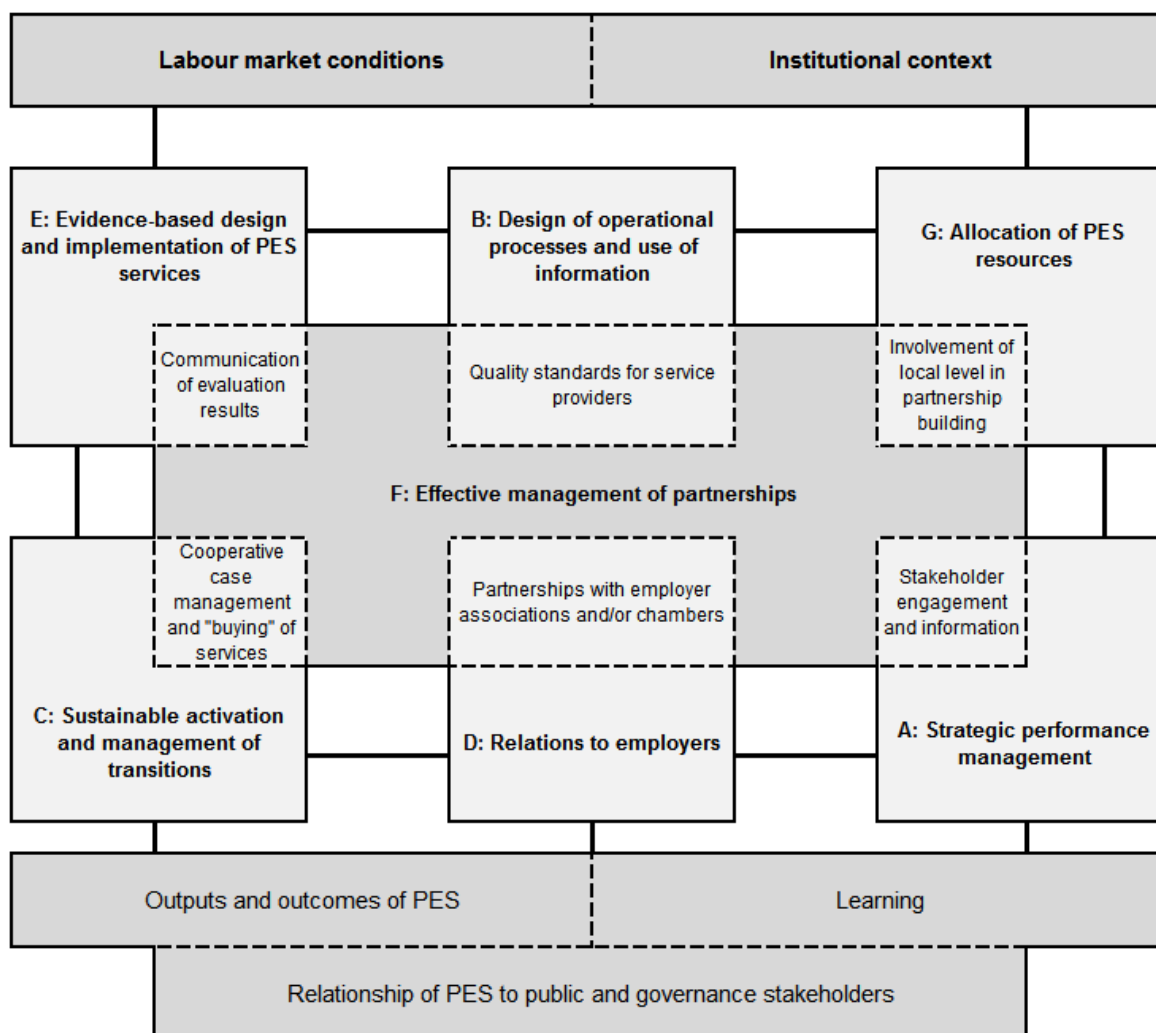 Labour market conditions
Institutional context
E: Evidence-based design
and implementation of PES
services
B: Design of operational
processes and use of
information
G: Allocation of PES
resources
Communication
of evaluation
results
Quality standards for service
providers
Involvement of
local level in
partnership
building
F: Effective management of partnerships
Cooperative
case
management
and "buying" of
services
Partnerships with employer
associations and/or chambers
Stakeholder
engagement
and information
C: Sustainable activation
and management of
transitions
D: Relations to employers
A: Strategic performance
management
Outputs and outcomes of PES
Learning
Relationship of PES to public and governance stakeholders